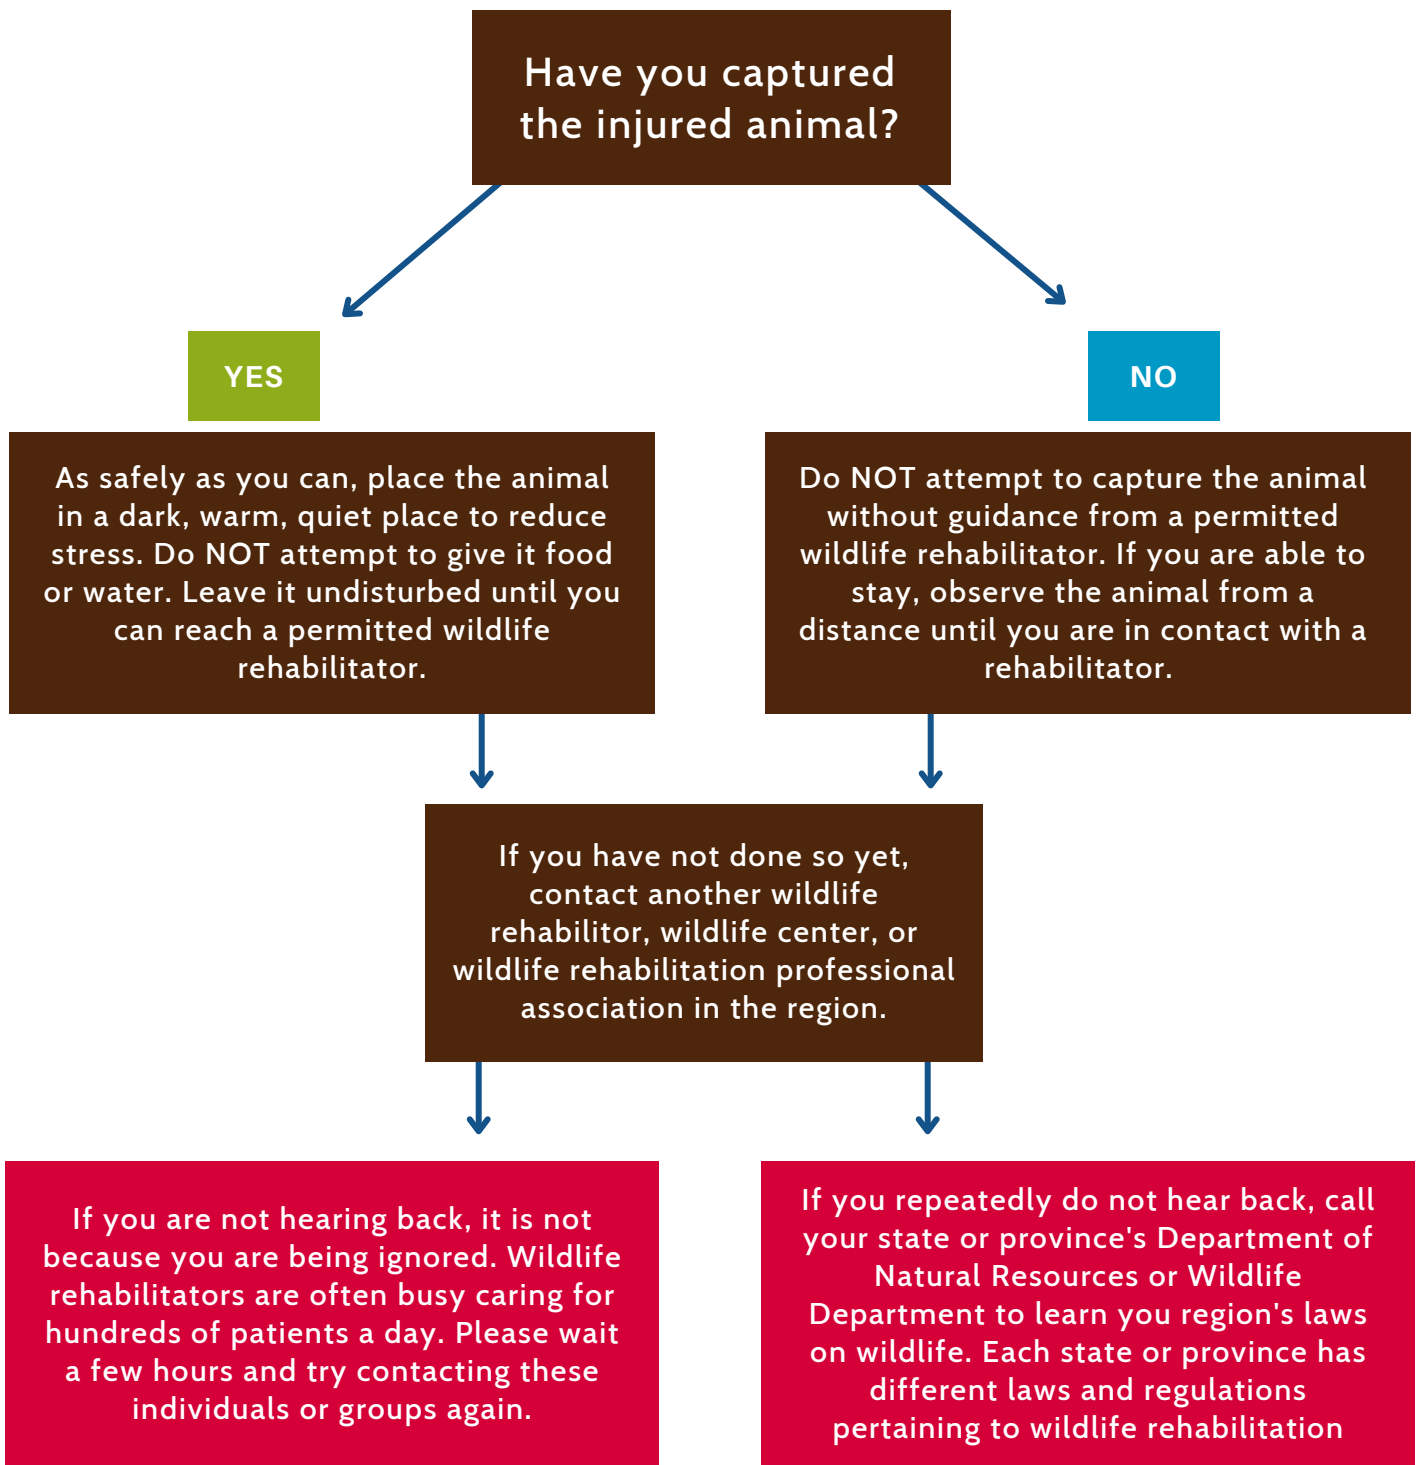 Have you captured
the injured animal?
YES
As safely as you can, place the animal
in a dark, warm, quiet place to reduce
stress. Do NOT attempt to give it food
or water. Leave it undisturbed until you
can reach a permitted wildlife
rehabilitator.
NO
Do NOT attempt to capture the animal
without guidance from a permitted
wildlife rehabilitator. If you are able to
stay, observe the animal from a
distance until you are in contact with a
rehabilitator.
If you have not done so yet,
contact another wildlife
rehabilitor, wildlife center, or
wildlife rehabilitation professional
association in the region.
If you are not hearing back, it is not
because you are being ignored. Wildlife
rehabilitators are often busy caring for
hundreds of patients a day. Please wait
a few hours and try contacting these
individuals or groups again.
If you repeatedly do not hear back, call
your state or province's Department of
Natural Resources or Wildlife
Department to learn you region's laws
on wildlife. Each state or province has
different laws and regulations
pertaining to wildlife rehabilitation